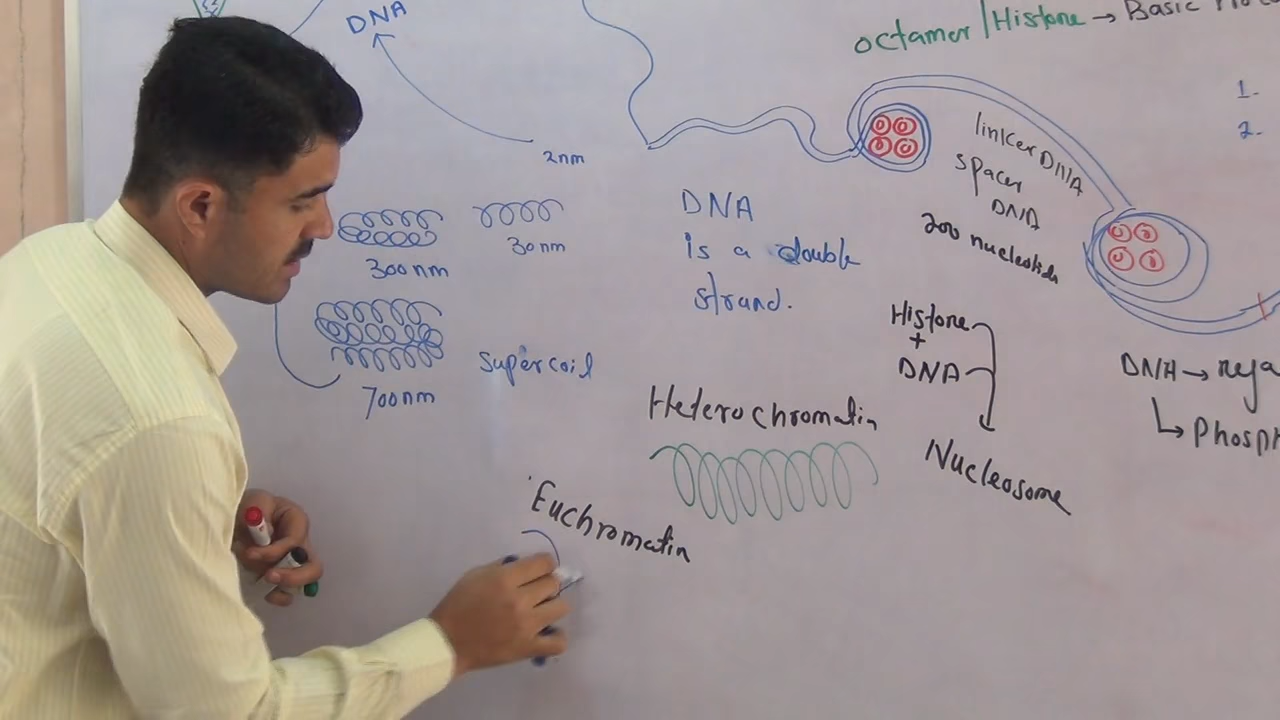 DNA
2nm
octamer/Histone → Basic
1.
2.
linker DNA
spacer
DNA
200 nucleotide
30nm
300nm
700nm
supercoil
DNA
is a double
strand.
Histone
+
DNA
Nucleosome
DNA →
↳
Heterochromatin
Euchromatin